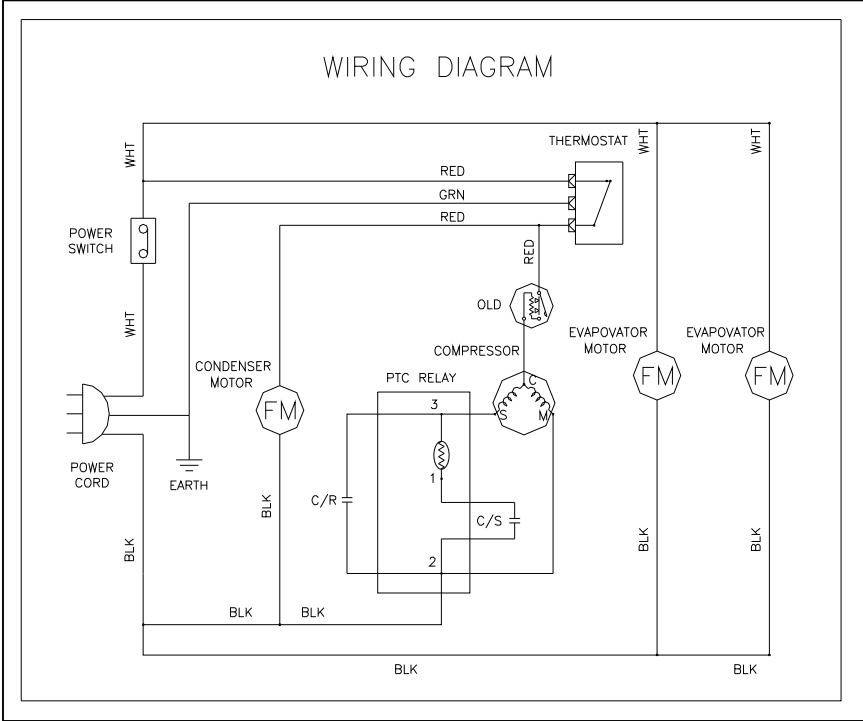 WIRING DIAGRAM
WHT
WHT
WHT
THERMOSTAT
RED
GRN
RED
POWER
SWITCH
RED
OLD
WHT
EVAPOVATOR
MOTOR
EVAPOVATOR
MOTOR
COMPRESSOR
CONDENSER
MOTOR
PTC RELAY
FM
FM
C
FM
3
S
M
POWER
CORD
EARTH
1
C/R
BLK
C/S
BLK
BLK
BLK
2
BLK
BLK
BLK
BLK